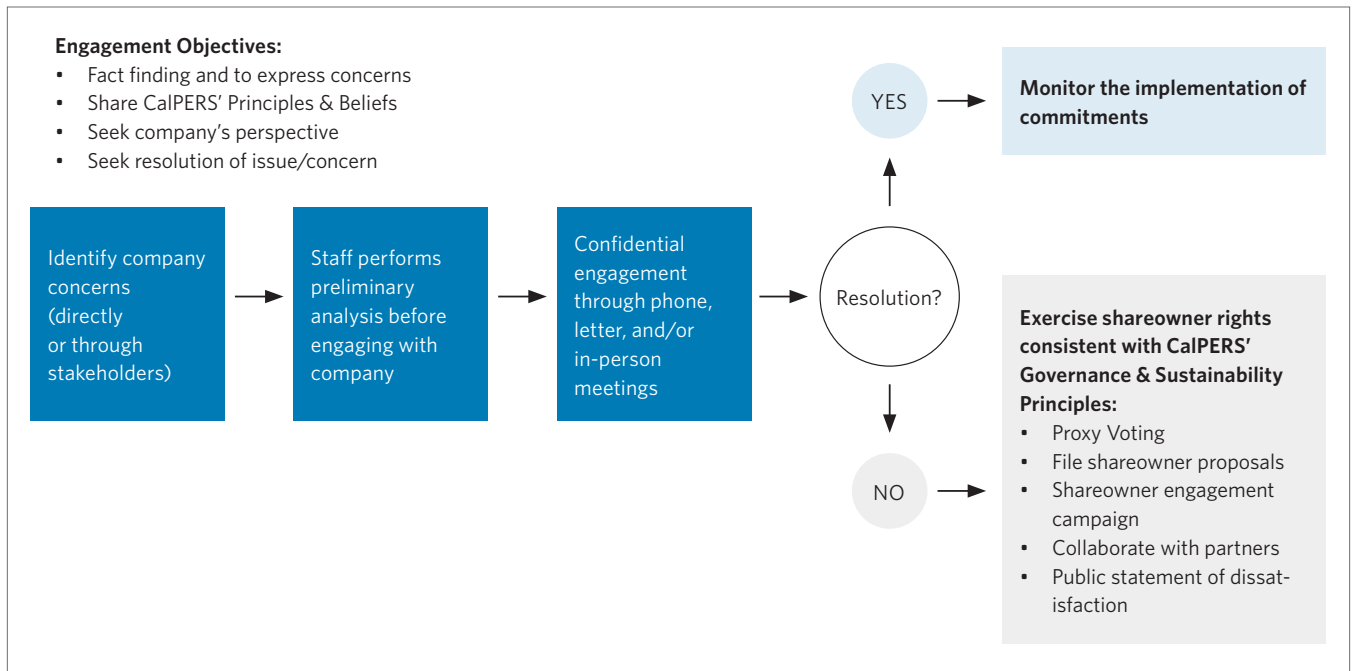 Engagement Objectives:
• Fact finding and to express concerns
• Share CalPERS' Principles & Beliefs
• Seek company's perspective
• Seek resolution of issue/concern
Identify company
concerns
(directly
or through
stakeholders)
Staff performs
preliminary
analysis before
engaging with
company
Confidential
engagement
through phone,
letter, and/or
in-person
meetings
Resolution?
YES
Monitor the implementation of
commitments
NO
Exercise shareowner rights
consistent with CalPERS'
Governance & Sustainability
Principles:
• Proxy Voting
• File shareowner proposals
• Shareowner engagement
campaign
• Collaborate with partners
• Public statement of dissat-
isfaction